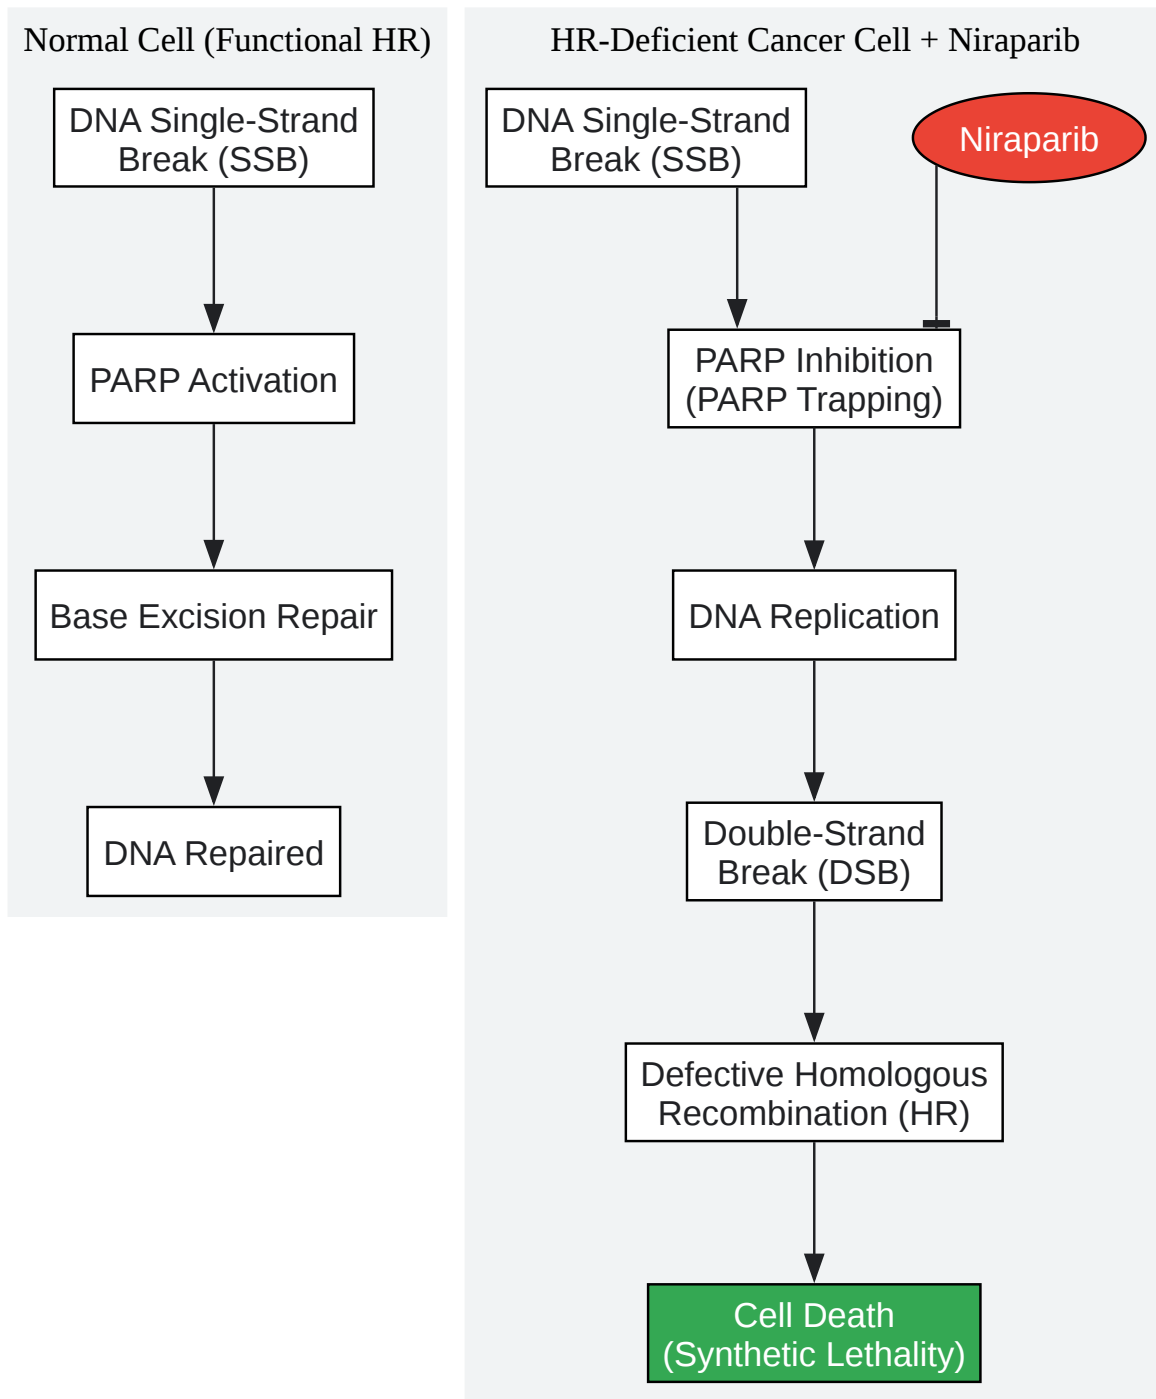 Normal Cell (Functional HR)
DNA Single-Strand
Break (SSB)
PARP Activation
Base Excision Repair
DNA Repaired
HR-Deficient Cancer Cell + Niraparib
DNA Single-Strand
Break (SSB)
Niraparib
PARP Inhibition
(PARP Trapping)
DNA Replication
Double-Strand
Break (DSB)
Defective Homologous
Recombination (HR)
Cell Death
(Synthetic Lethality)